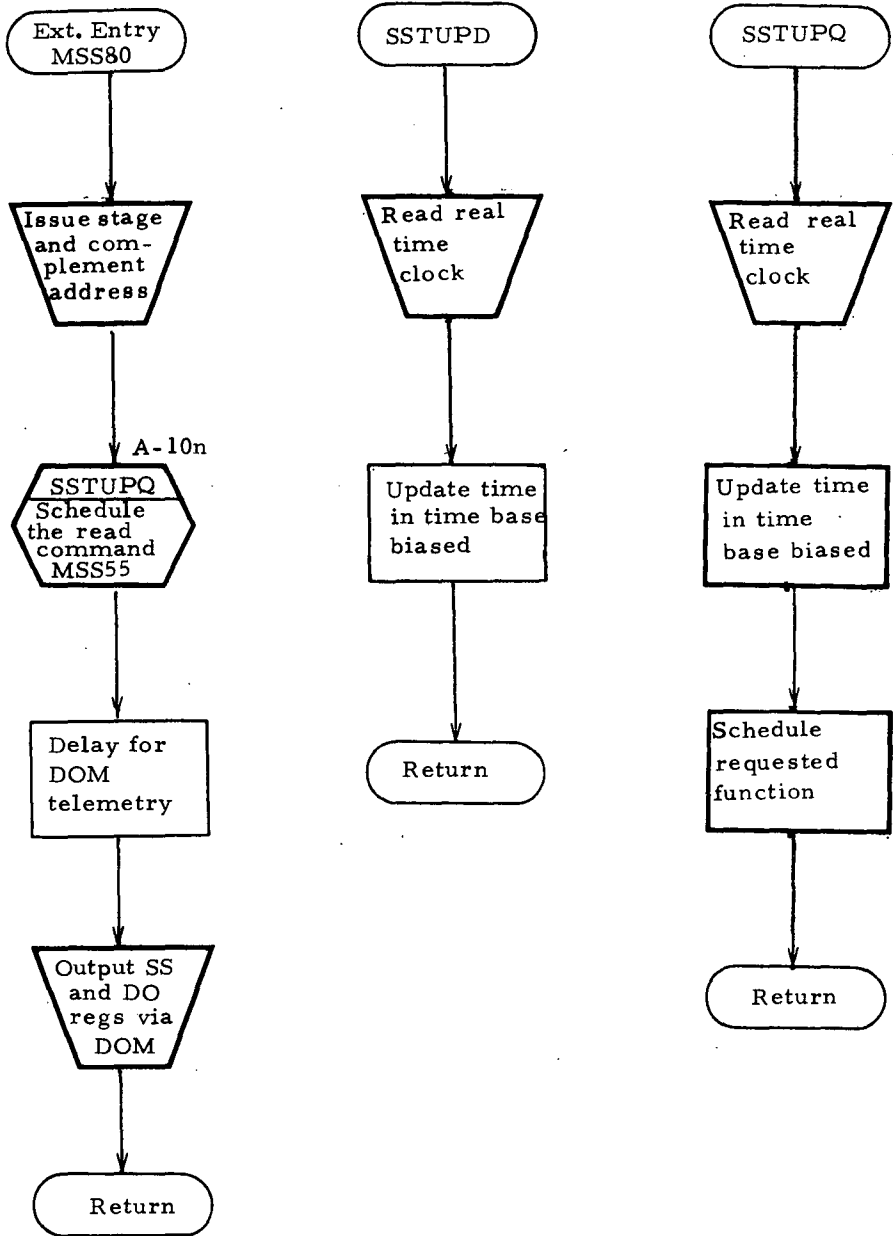 Ext. Entry
MSS80
Issue stage
and com-
plement
address
A-10n
SSTUPQ
Schedule
the read
command
MSS55
Delay for
DOM
telemetry
Output SS
and DO
regs via
DOM
Return
SSTUPD
Read real
time
clock
Update time
in time base
biased
Return
SSTUPQ
Read real
time
clock
Update time
in time
base biased
Schedule
requested
function
Return